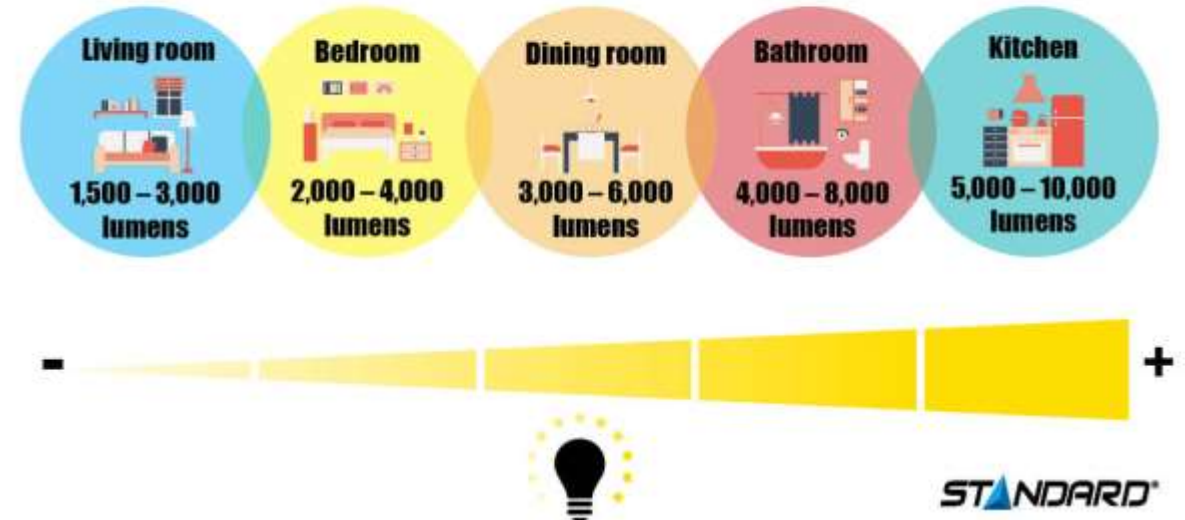 Living room
1,500 – 3,000
lumens
Bedroom
2,000 – 4,000
lumens
Dining room
3,000 – 6,000
lumens
Bathroom
4,000 – 8,000
lumens
Kitchen
5,000 – 10,000
lumens
-
+
STANDARD®